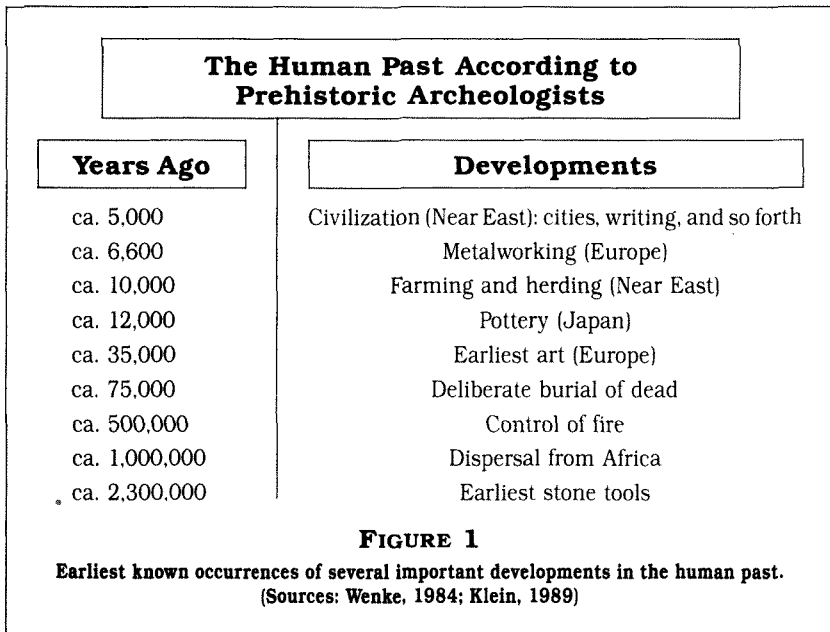 The Human Past According to
Prehistoric Archeologists
Years Ago Developments
ca. 5,000 Civilization (Near East): cities, writing, and so forth
ca. 6,600 Metalworking (Europe)
ca. 10,000 Farming and herding (Near East)
ca. 12,000 Pottery (Japan)
ca. 35,000 Earliest art (Europe)
ca. 75,000 Deliberate burial of dead
ca. 500,000 Control of fire
ca. 1,000,000 Dispersal from Africa
ca. 2,300,000 Earliest stone tools
FIGURE 1
Earliest known occurrences of several important developments in the human past.
(Sources: Wenke, 1984; Klein, 1989)